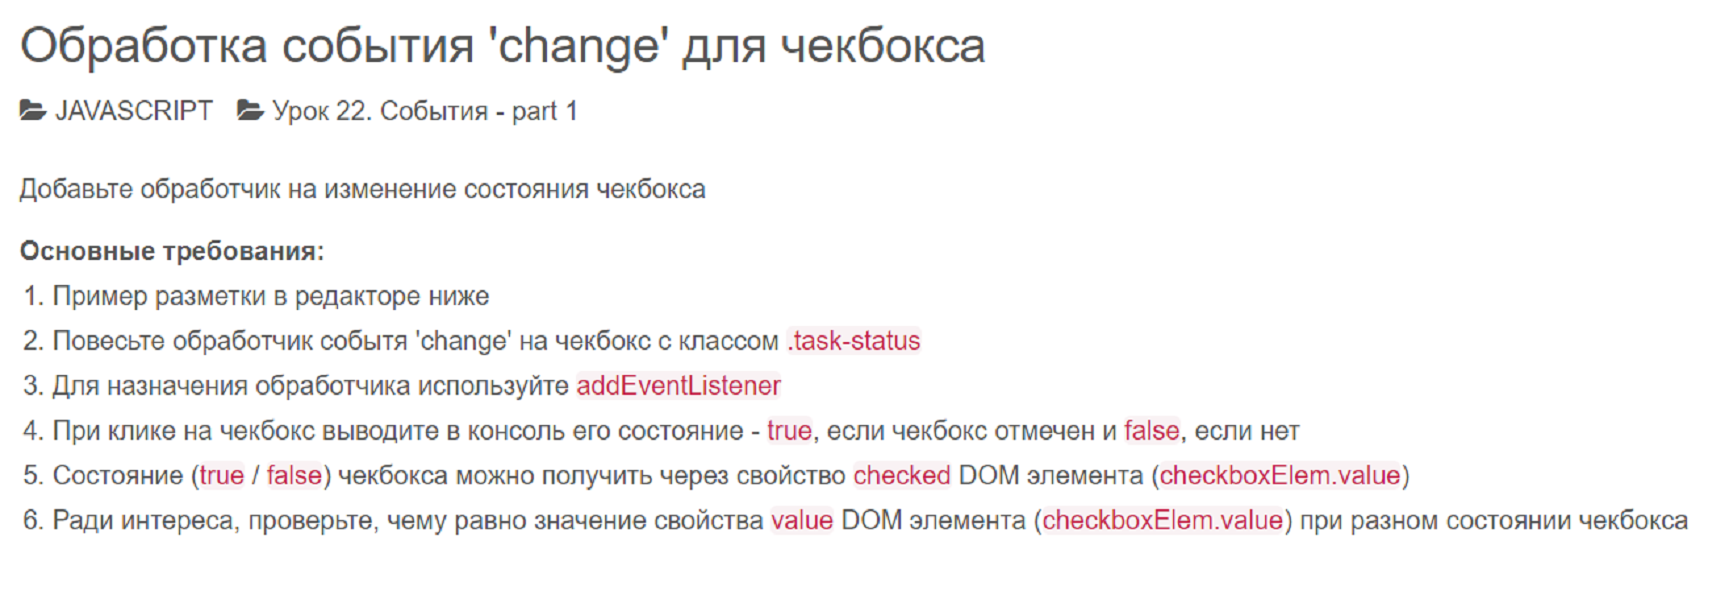 Обработка события 'change' для чекбокса
JAVASCRIPT Урок 22. События - part 1
Добавьте обработчик на изменение состояния чекбокса
Основные требования:
1. Пример разметки в редакторе ниже
2. Повесьте обработчик событя 'change' на чекбокс с классом .task-status
3. Для назначения обработчика используйте addEventListener
4. При клике на чекбокс выводите в консоль его состояние - true, если чекбокс отмечен и false, если нет
5. Состояние (true / false) чекбокса можно получить через свойство checked DOM элемента (checkboxElem.value)
6. Ради интереса, проверьте, чему равно значение свойства value DOM элемента (checkboxElem.value) при разном состоянии чекбокса